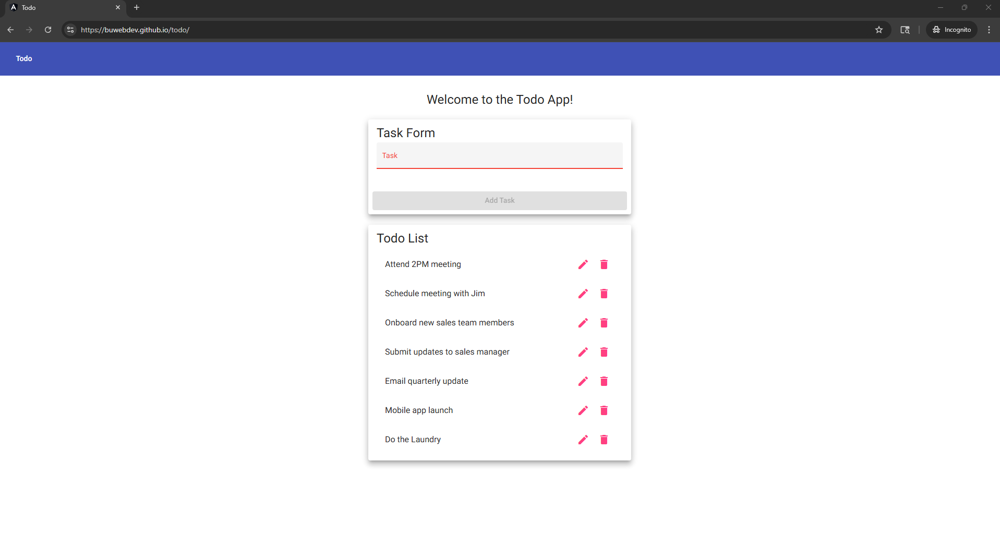 Todo
https://buwebdev.github.io/todo/
Incognito
Todo
Welcome to the Todo App!
Task Form
Task
Add Task
Todo List
Attend 2PM meeting
Schedule meeting with Jim
Onboard new sales team members
Submit updates to sales manager
Email quarterly update
Mobile app launch
Do the Laundry